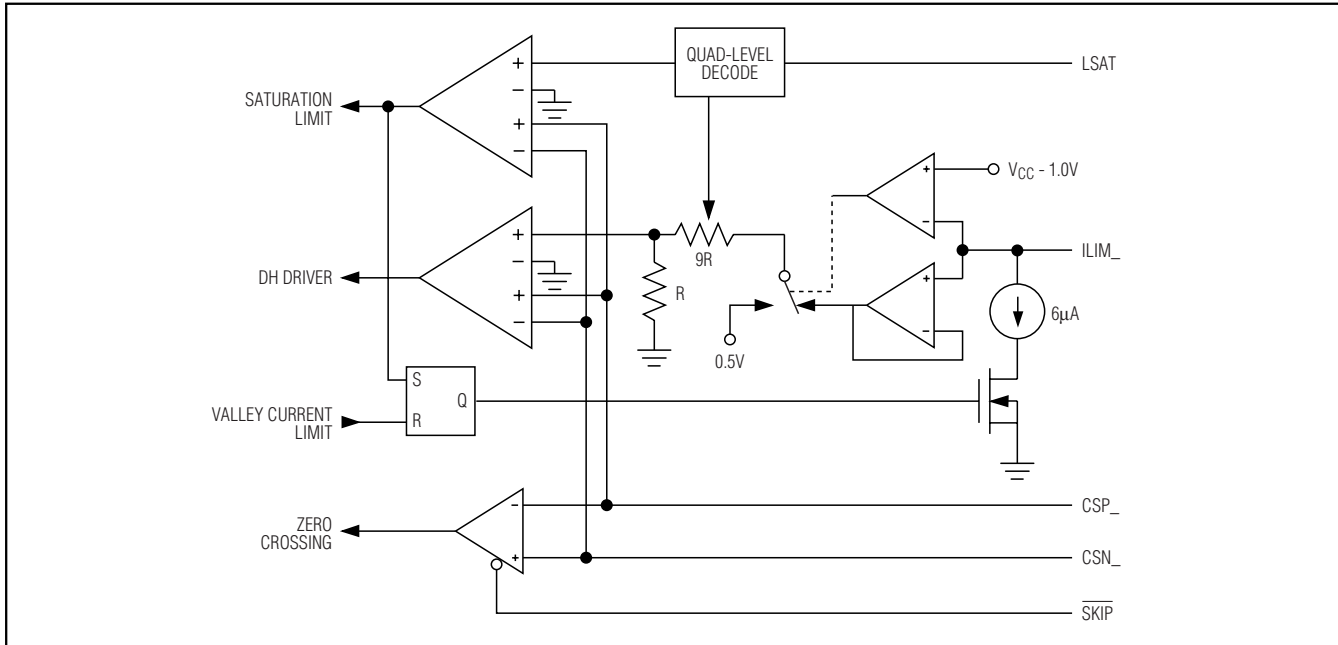 QUAD-LEVEL
DECODE
LSAT
+
−
+
−
SATURATION
LIMIT
VCC - 1.0V
+
-
ILIM_
9R
+
−
+
−
DH DRIVER
R
+
-
6µA
0.5V
S
Q
R
VALLEY CURRENT
LIMIT
-
CSP_
ZERO
CROSSING
+
CSN_
SKIP